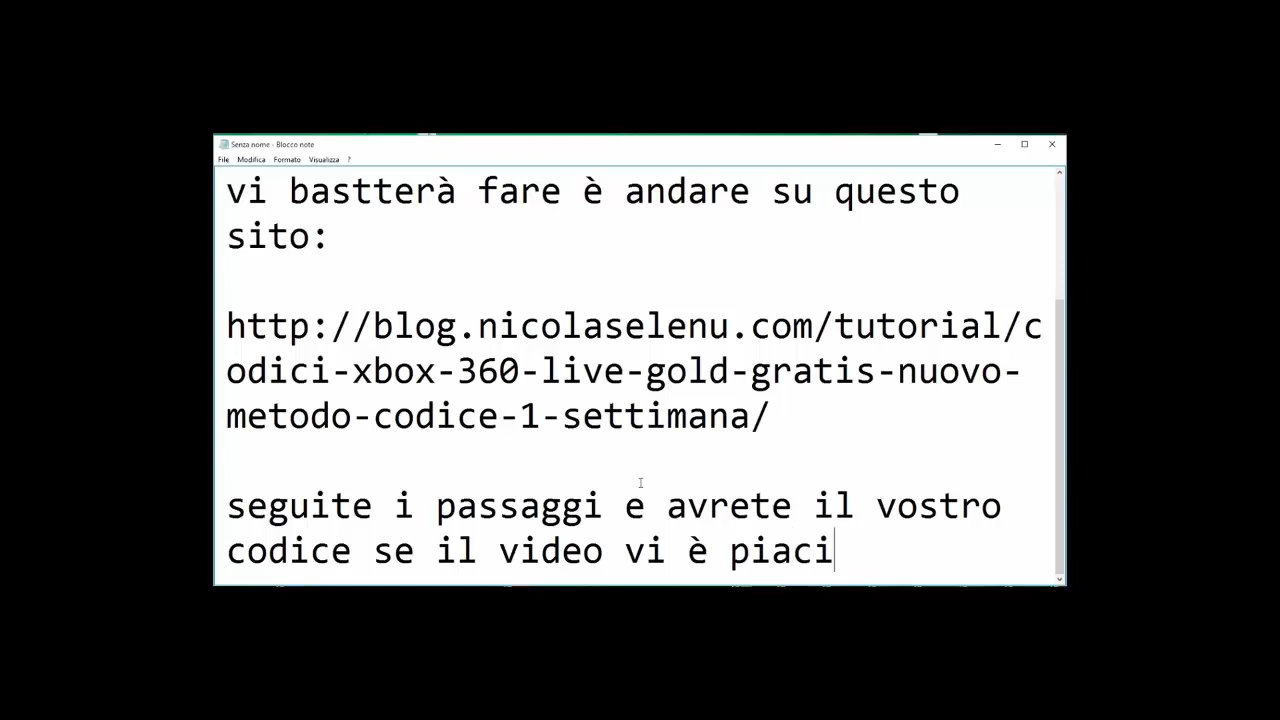 Senza nome - Blocco note
File Modifica Formato Visualizza ?
vi bastterà fare è andare su questo
sito:
http://blog.nicolaselenu.com/tutorial/c
odici-xbox-360-live-gold-gratis-nuovo-
metodo-codice-1-settimana/
seguite i passaggi e avrete il vostro
codice se il video vi è piaci